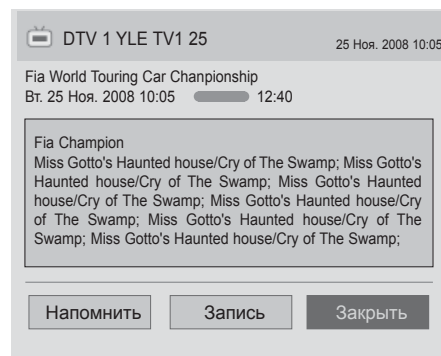 DTV 1 YLE TV1 25
25 Ноя. 2008 10:05
Fia World Touring Car Chanpionship
Вт. 25 Ноя. 2008 10:05 12:40
Fia Champion
Miss Gotto's Haunted house/Cry of The Swamp; Miss Gotto's
Haunted house/Cry of The Swamp; Miss Gotto's Haunted
house/Cry of The Swamp; Miss Gotto's Haunted house/Cry
of The Swamp; Miss Gotto's Haunted house/Cry of The
Swamp; Miss Gotto's Haunted house/Cry of The Swamp;
Напомнить
Запись
Закрыть